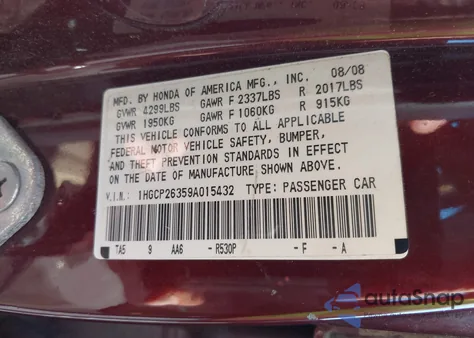 MFD. BY HONDA OF AMERICA MFG., INC. 08/08
GVWR 4299LBS GAWR F 2337LBS R 2017LBS
GVWR 1950KG GAWR F 1060KG R 915KG
THIS VEHICLE CONFORMS TO ALL APPLICABLE
FEDERAL MOTOR VEHICLE SAFETY, BUMPER,
AND THEFT PREVENTION STANDARDS IN EFFECT
ON THE DATE OF MANUFACTURE SHOWN ABOVE.
V.I.N.: 1HGCP26359A015432 TYPE: PASSENGER CAR
TA5 9 AA6 - R530P - F - A
autoSnap